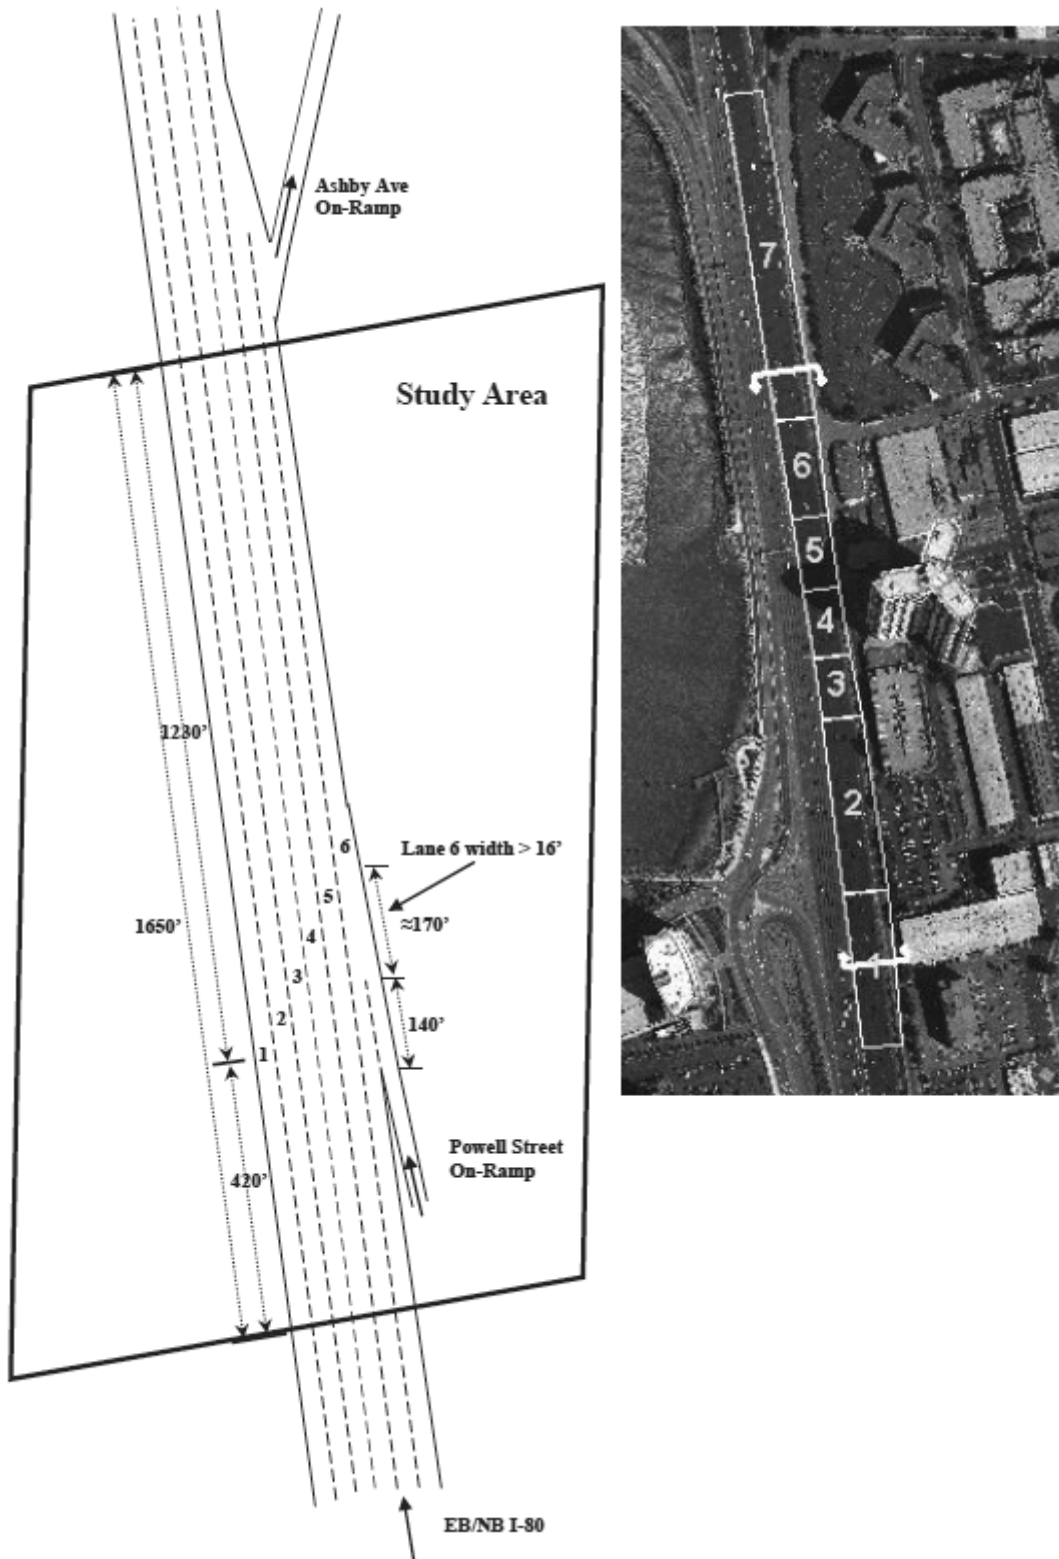 Ashby Ave
On-Ramp
Study Area
1230’
6
Lane 6 width > 16’
5
≈170’
1650’
4
3
2
140’
1
Powell Street
On-Ramp
420’
EB/NB I-80
7
6
5
4
3
2
1